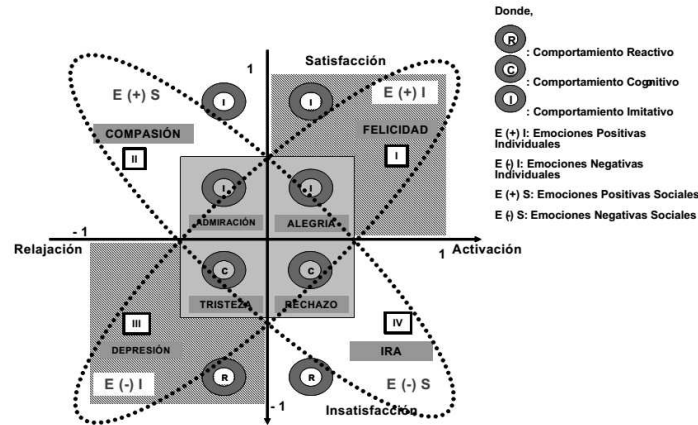 Satisfacción
1
E (+) S
I
I
E (+) I
COMPASIÓN
FELICIDAD
II
I
I
I
ADMIRACIÓN
ALEGRIA
- 1
Relajación
1
Activación
C
C
TRISTEZA
RECHAZO
III
IV
DEPRESIÓN
IRA
R
R
E (-) I
E (-) S
- 1
Insatisfacción
Donde,
R : Comportamiento Reactivo
C : Comportamiento Cognitivo
I : Comportamiento Imitativo
E (+) I: Emociones Positivas
Individuales
E (-) I: Emociones Negativas
Individuales
E (+) S: Emociones Positivas Sociales
E (-) S: Emociones Negativas Sociales